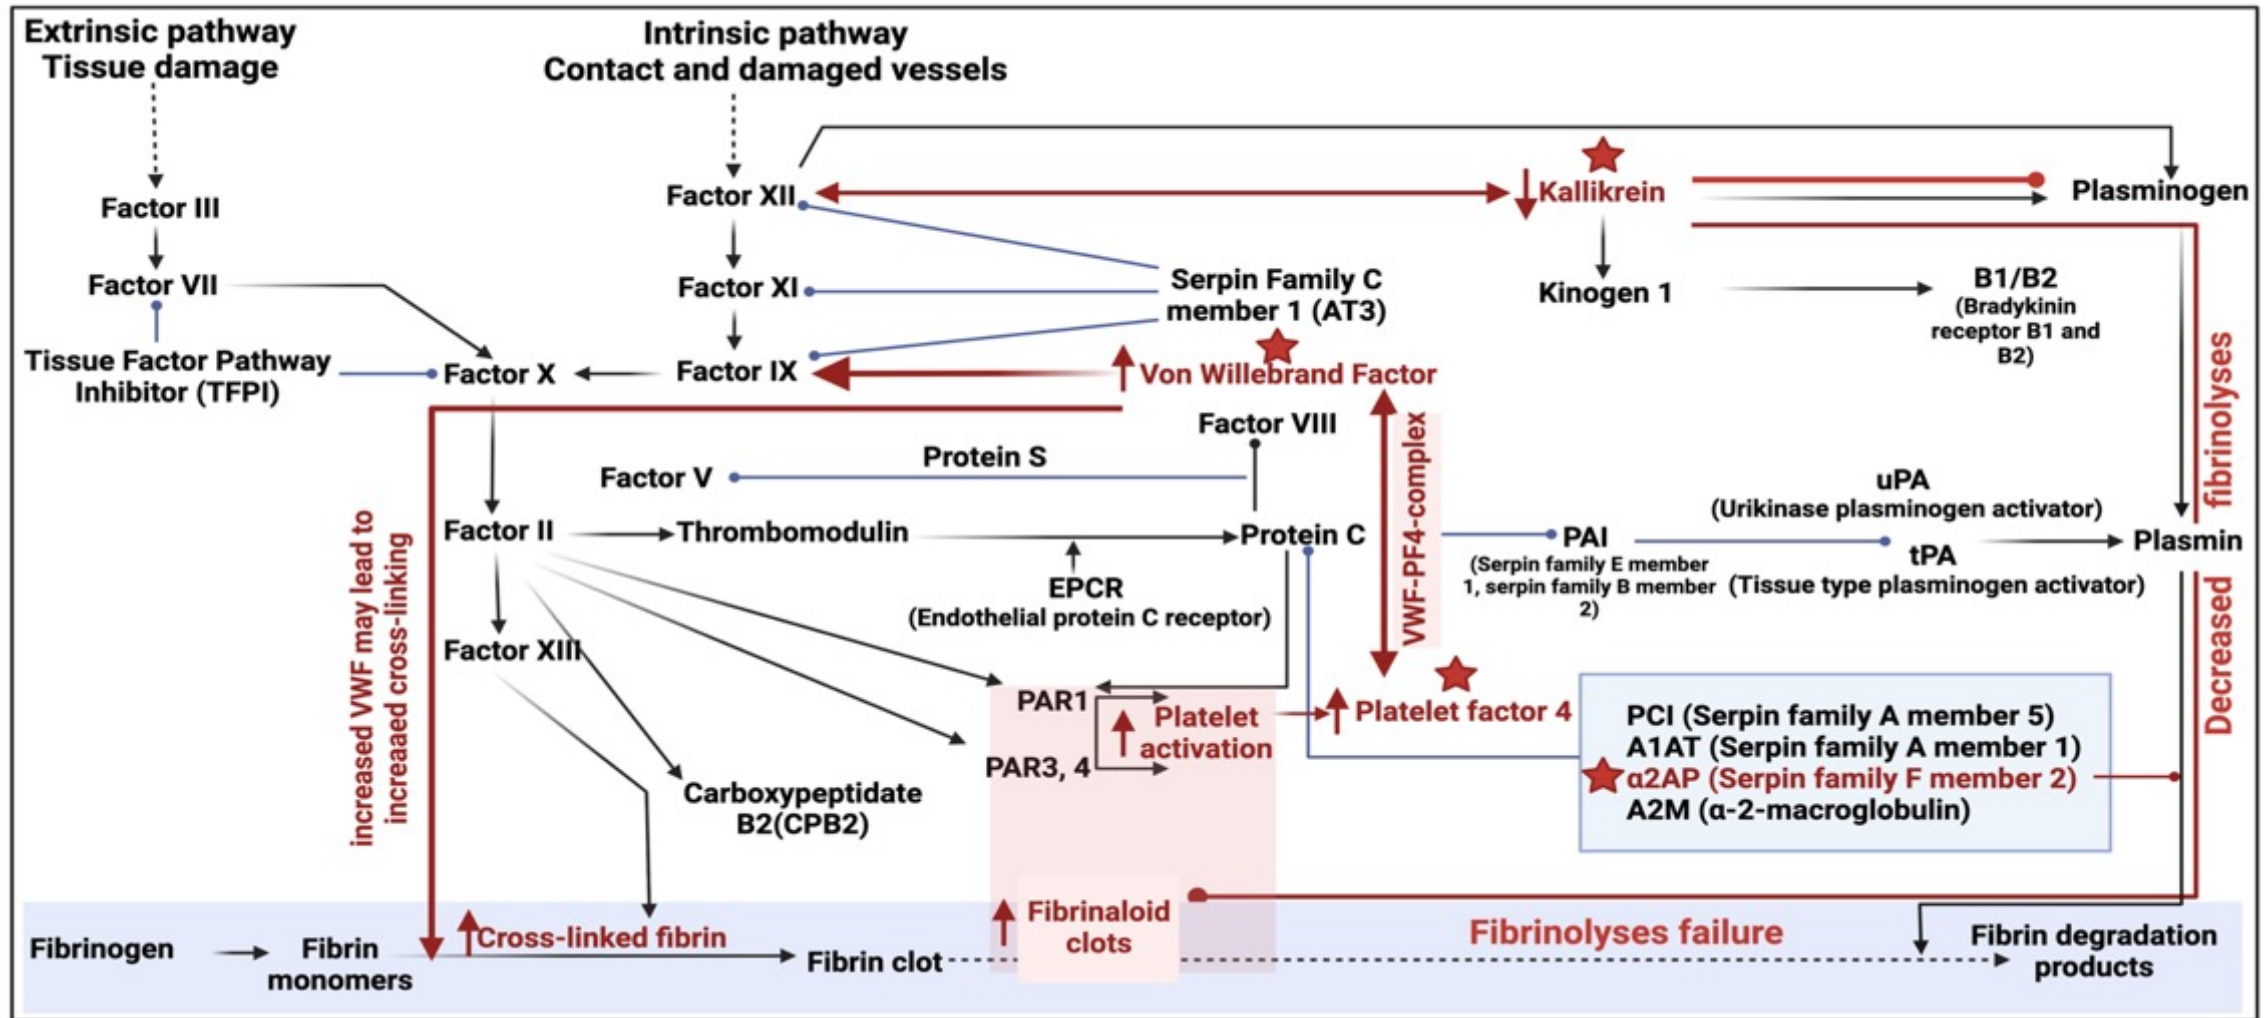 Extrinsic pathway
Tissue damage
Intrinsic pathway
Contact and damaged vessels
Factor III
Factor XII
Kallikrein
Plasminogen
Factor VII
Factor XI
Serpin Family C
member 1 (AT3)
Kinogen 1
B1/B2
(Bradykinin
receptor B1 and
B2)
Tissue Factor Pathway
Inhibitor (TFPI)
Factor X
Factor IX
Von Willebrand Factor
Factor VIII
Protein S
Factor V
VWF-PF4-complex
uPA
(Urikinase plasminogen activator)
Factor II
Thrombomodulin
Protein C
PAI
(Serpin family E member
1, serpin family B member
2)
tPA
(Tissue type plasminogen activator)
Plasmin
Decreased fibrinolyses
EPCR
(Endothelial protein C receptor)
increased VWF may lead to
increaaed cross-linking
Factor XIII
PAR1
Platelet
activation
Platelet factor 4
PAR3, 4
PCI (Serpin family A member 5)
A1AT (Serpin family A member 1)
α2AP (Serpin family F member 2)
A2M (α-2-macroglobulin)
Carboxypeptidate
B2(CPB2)
Fibrinogen
Fibrin
monomers
Cross-linked fibrin
Fibrin clot
Fibrinaloid
clots
Fibrinolyses failure
Fibrin degradation
products